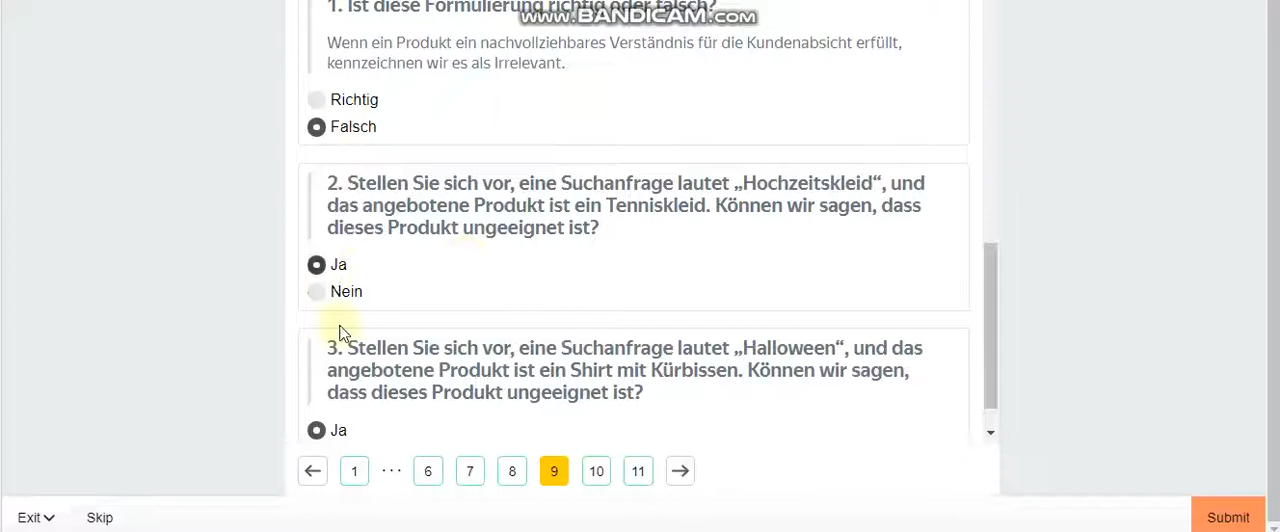 1. Ist diese Formulierung richtig oder falsch?
WWW.BANDICAM.COM
Wenn ein Produkt ein nachvollziehbares Verständnis für die Kundenabsicht erfüllt,
kennzeichnen wir es als Irrelevant.
Richtig
Falsch
2. Stellen Sie sich vor, eine Suchanfrage lautet „Hochzeitskleid“, und
das angebotene Produkt ist ein Tenniskleid. Können wir sagen, dass
dieses Produkt ungeeignet ist?
Ja
Nein
3. Stellen Sie sich vor, eine Suchanfrage lautet „Halloween“, und das
angebotene Produkt ist ein Shirt mit Kürbissen. Können wir sagen,
dass dieses Produkt ungeeignet ist?
Ja
1 ... 6 7 8 9 10 11
Exit Skip Submit